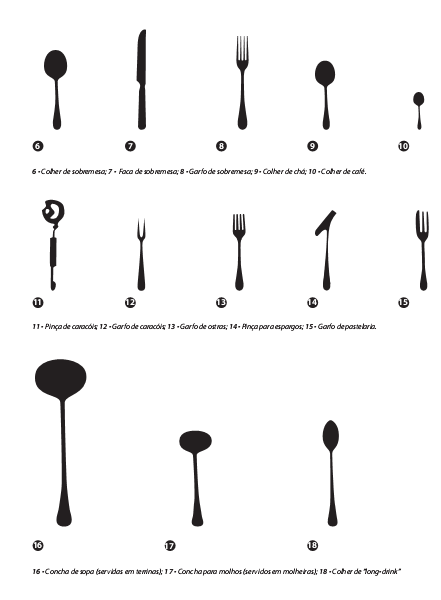 6 7 8 9 10
6 • Colher de sobremesa; 7 • Faca de sobremesa; 8 • Garfo de sobremesa; 9 • Colher de chá; 10 • Colher de café.
11 12 13 14 15
11 • Pinça de caracóis; 12 • Garfo de caracóis; 13 • Garfo de ostras; 14 • Pinça para espargos; 15 • Garfo de pastelaria.
16 17 18
16 • Concha de sopa (servidas em terrinas); 17 • Concha para molhos (servidos em molheiras); 18 • Colher de "long-drink"